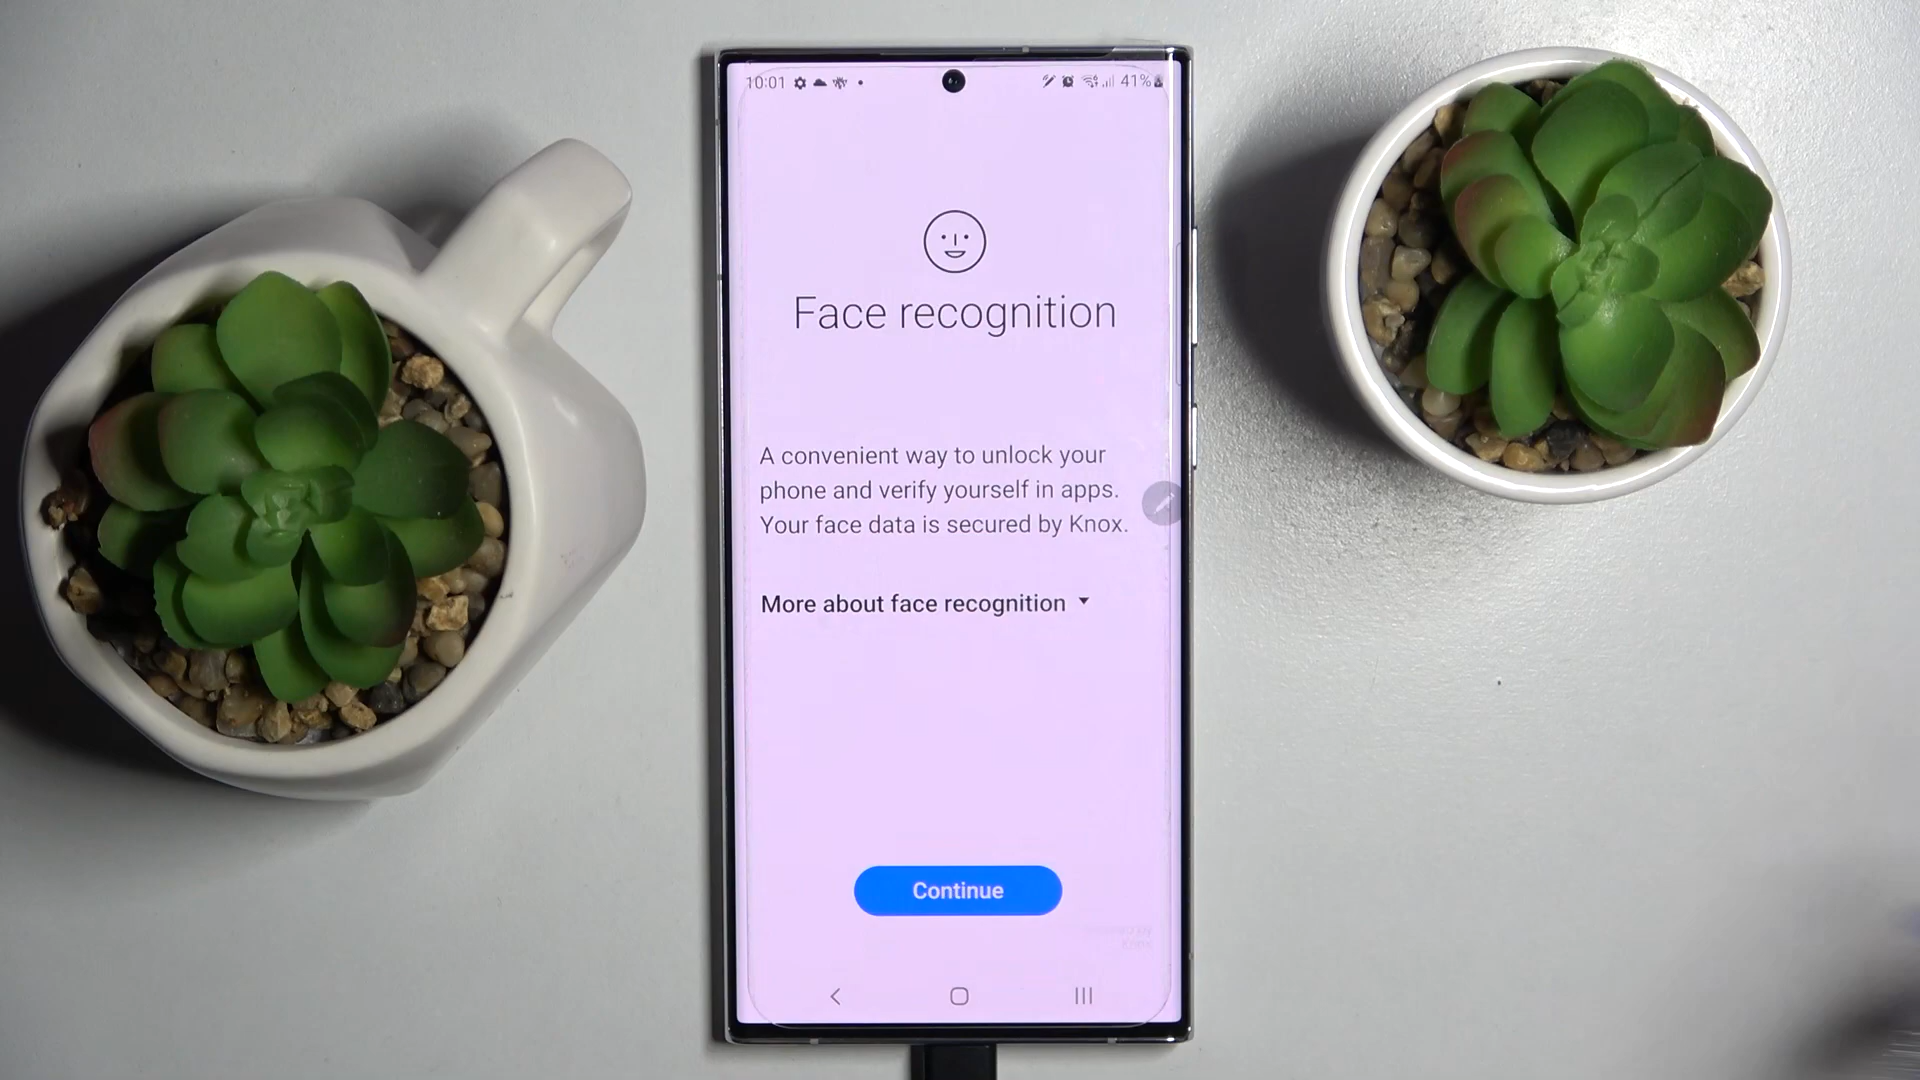 10:01 41%
Face recognition
A convenient way to unlock your
phone and verify yourself in apps.
Your face data is secured by Knox.
More about face recognition
Continue